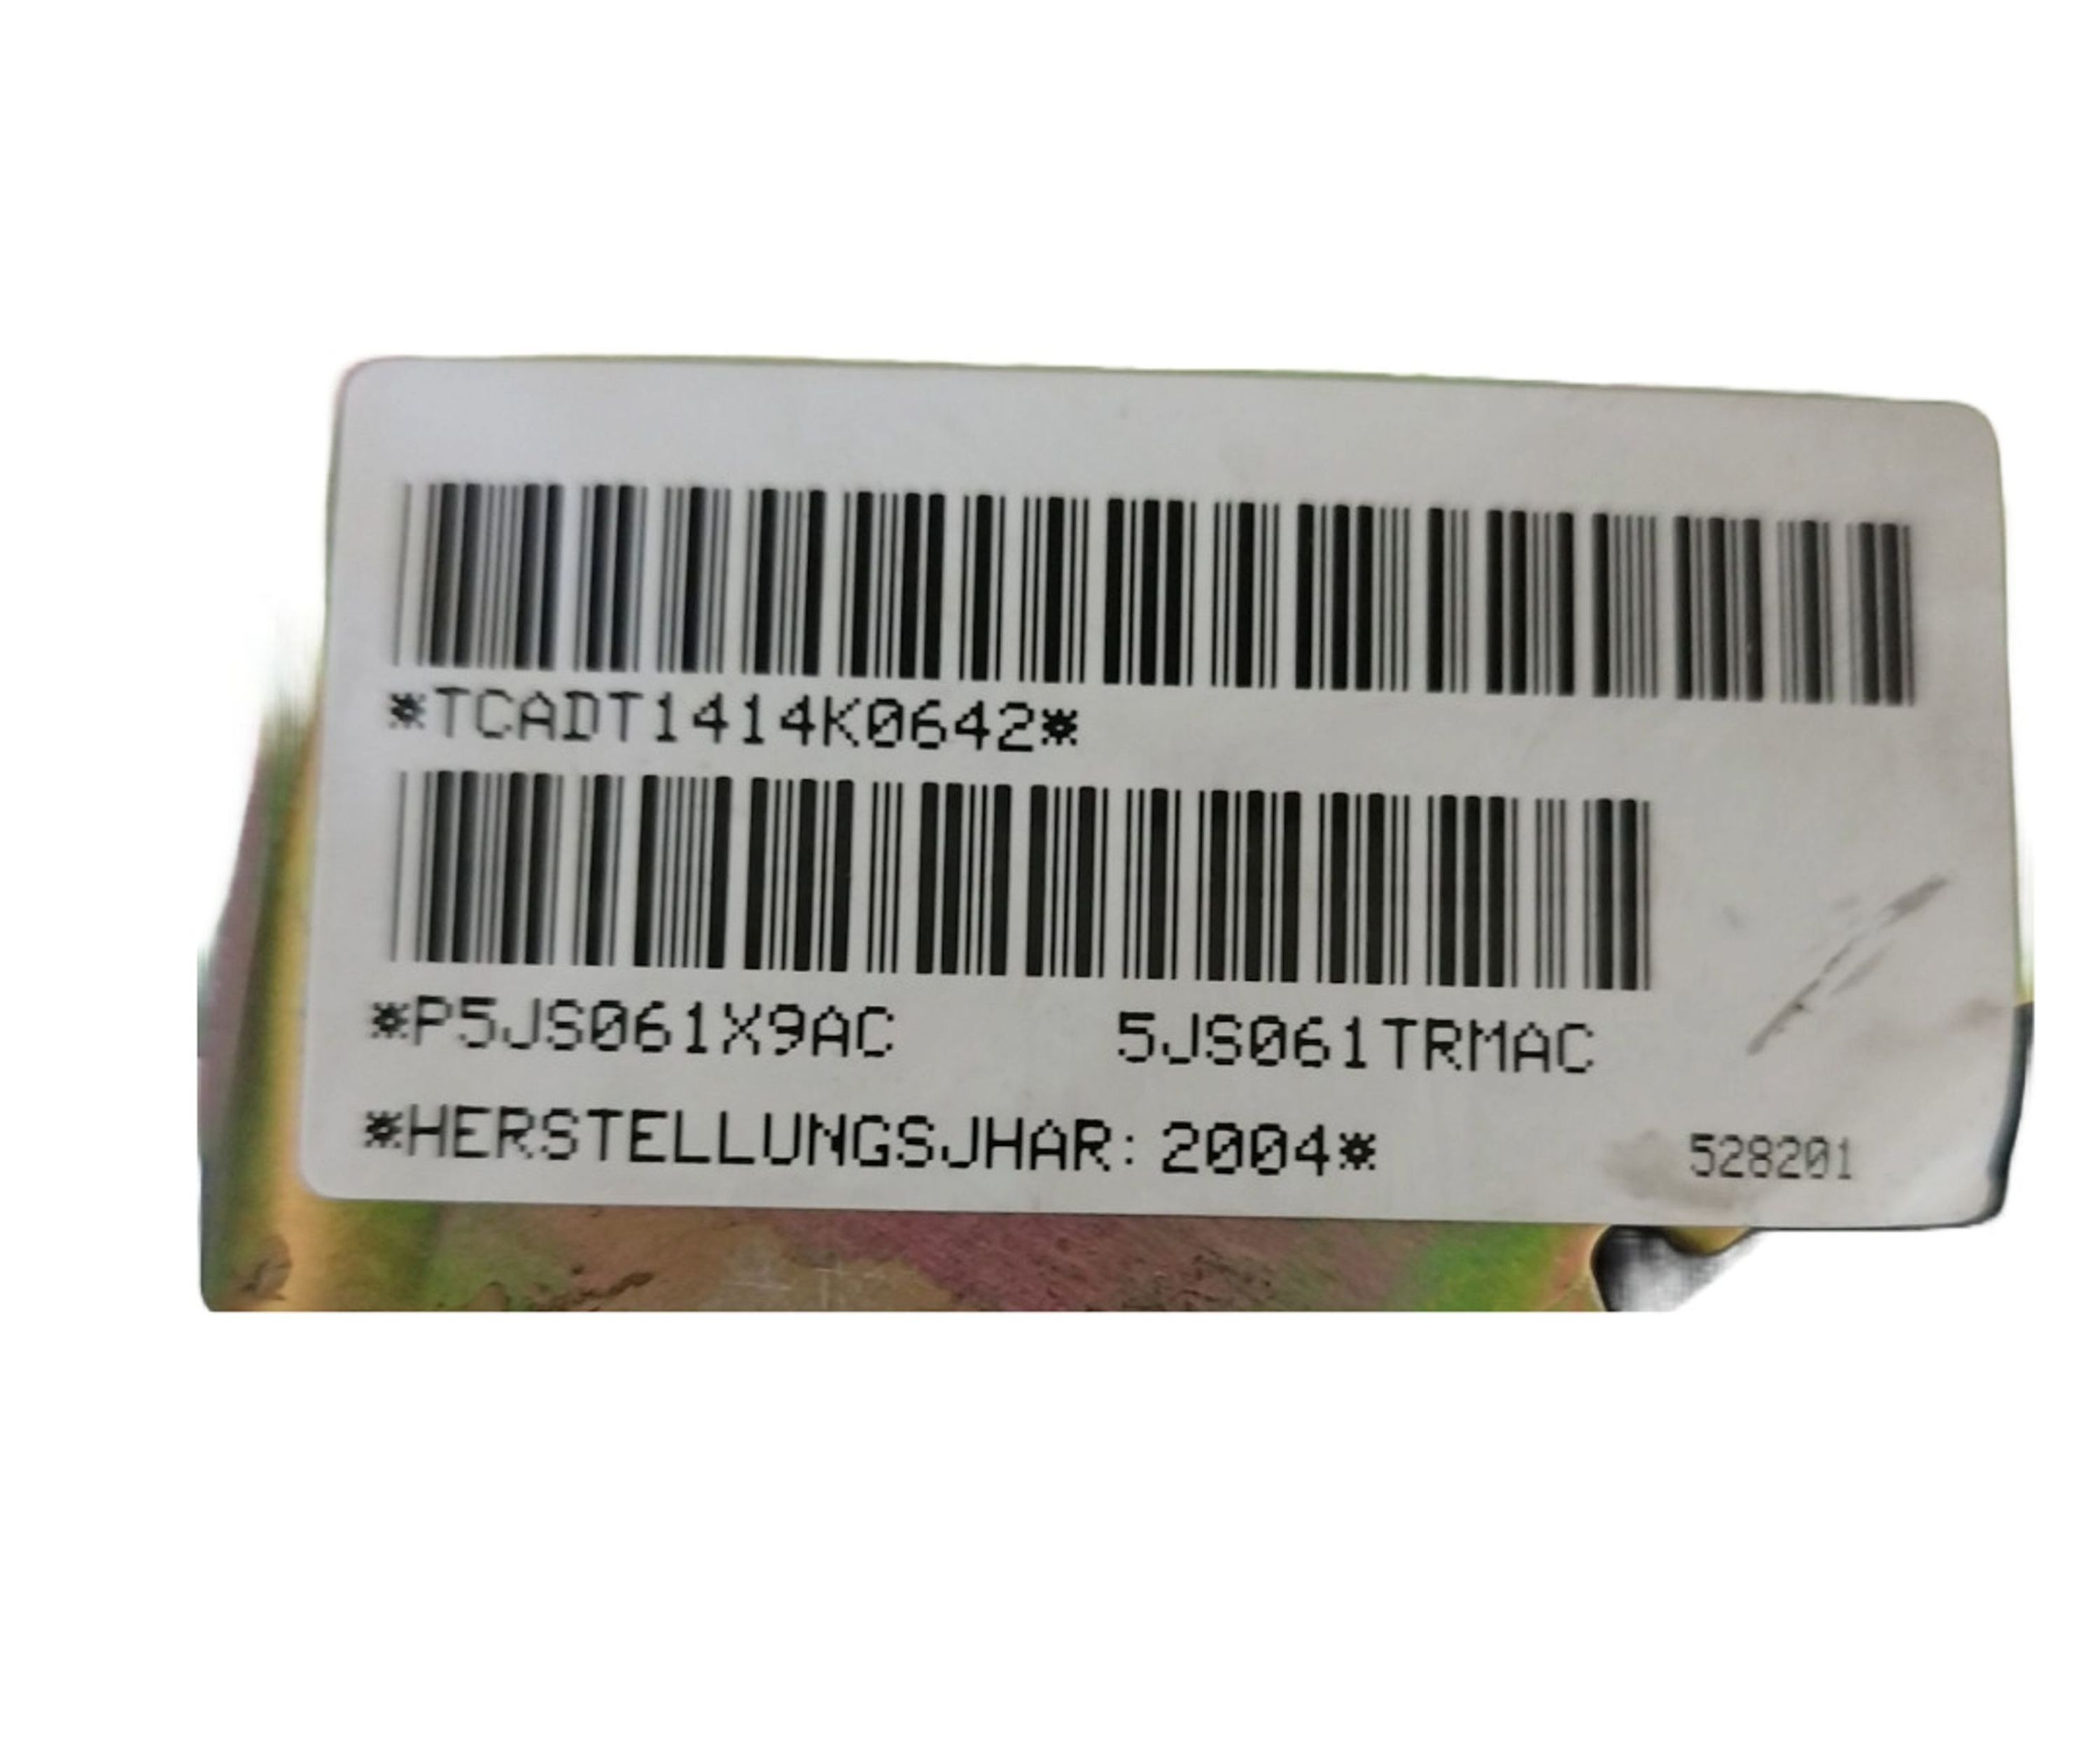 *TCADT1414K0642*
*P5JS061X9AC 5JS061TRMAC
*HERSTELLUNGSJHAR: 2004* 528201